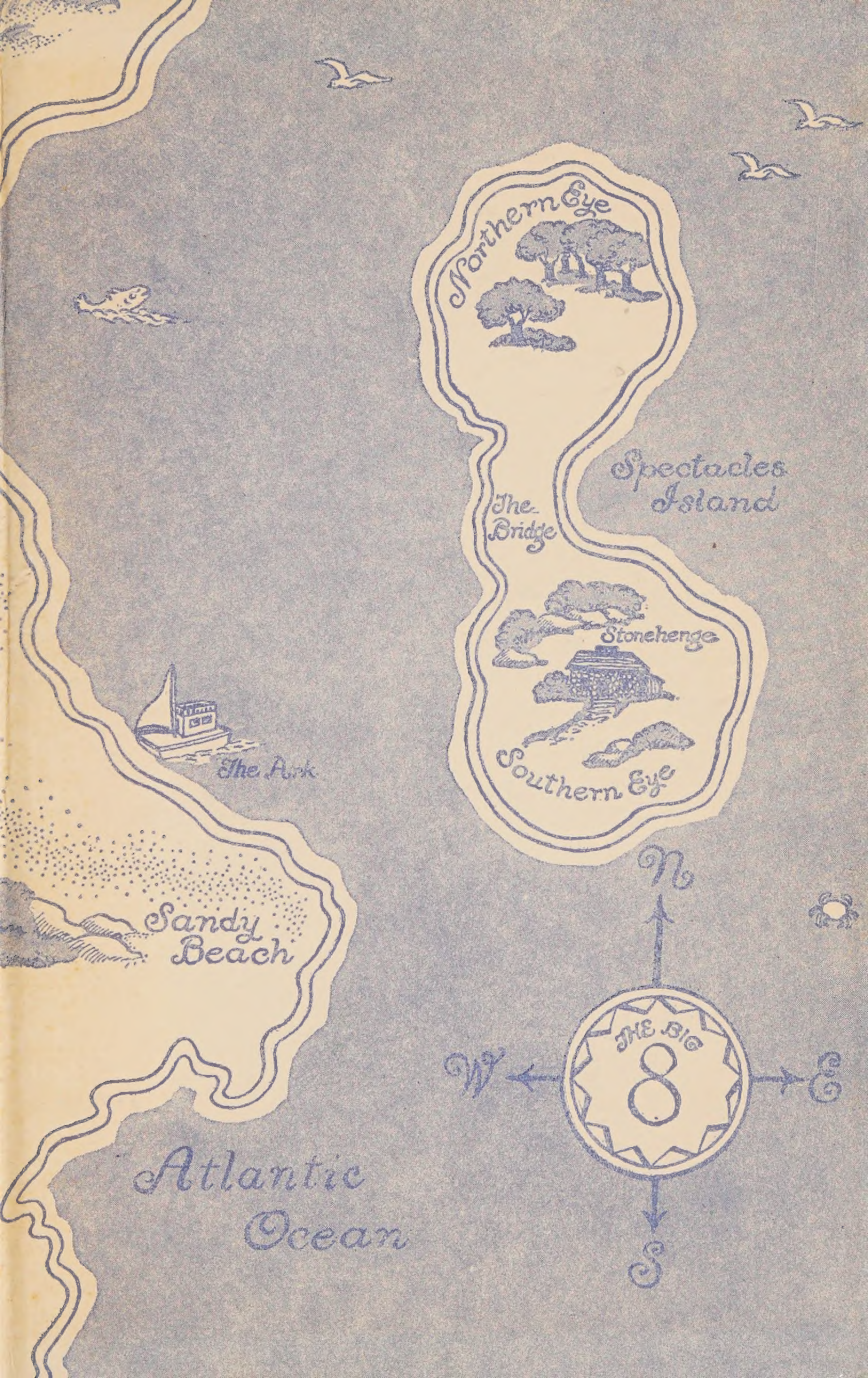 Northern Eye
Spectacles
Island
The
Bridge
Stonehenge
Southern Eye
The Ark
Sandy
Beach
N
W
THE BIG
8
E
S
Atlantic
Ocean